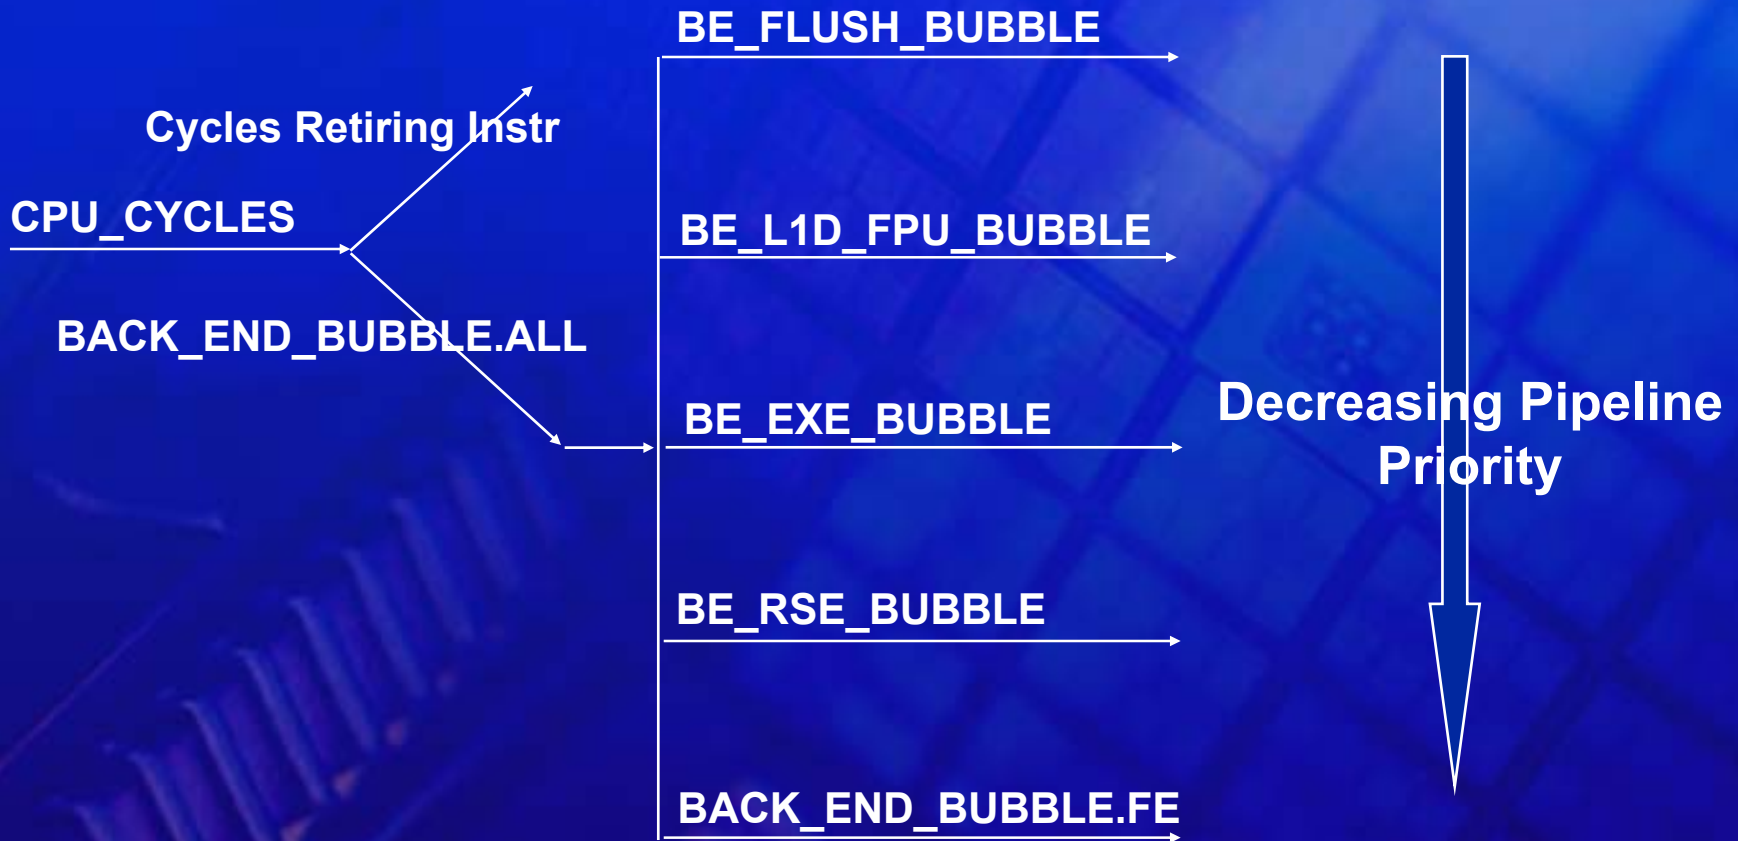 BE_FLUSH_BUBBLE
Cycles Retiring Instr
CPU_CYCLES
BE_L1D_FPU_BUBBLE
BACK_END_BUBBLE.ALL
BE_EXE_BUBBLE
Decreasing Pipeline
Priority
BE_RSE_BUBBLE
BACK_END_BUBBLE.FE